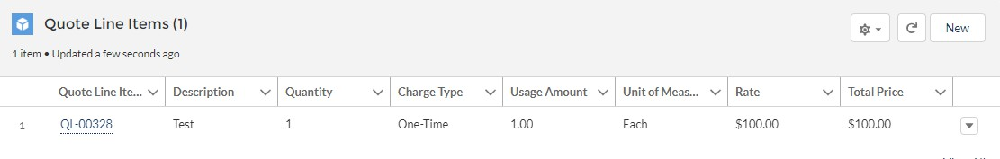 Quote Line Items (1)
New
1 item • Updated a few seconds ago
Quote Line Ite... Description Quantity Charge Type Usage Amount Unit of Meas... Rate Total Price
1 QL-00328 Test 1 One-Time 1.00 Each $100.00 $100.00